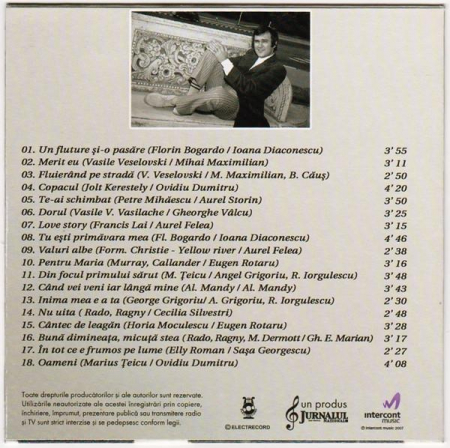 01. Un fluture şi-o pasăre (Florin Bogardo / Ioana Diaconescu) 3' 55
02. Merit eu (Vasile Veselovski / Mihai Maximilian) 3' 11
03. Fluierând pe stradă (V. Veselovski / M. Maximilian, B. Căuş) 2' 50
04. Copacul (Jolt Kerestely / Ovidiu Dumitru) 4' 20
05. Te-ai schimbat (Petre Mihăescu / Aurel Storin) 3' 50
06. Dorul (Vasile V. Vasilache / Gheorghe Vâlcu) 3' 25
07. Love story (Francis Lai / Aurel Felea) 3' 15
08. Tu eşti primăvara mea (Fl. Bogardo / Ioana Diaconescu) 4' 46
09. Valuri albe (Form. Christie - Yellow river / Aurel Felea) 2' 38
10. Pentru Maria (Murray, Callander / Eugen Rotaru) 3' 16
11. Din focul primului sărut (M. Ţeicu / Angel Grigoriu, R. Iorgulescu) 3' 48
12. Când vei veni iar lângă mine (Al. Mandy / Al. Mandy) 3' 43
13. Inima mea e a ta (George Grigoriu/ A. Grigoriu, R. Iorgulescu) 2' 30
14. Nu uita ( Rado, Ragny / Cecilia Silvestri) 2' 48
15. Cântec de leagăn (Horia Moculescu / Eugen Rotaru) 3' 28
16. Bună dimineaţa, micuţă stea ( Rado, Ragny, M. Dermott / Gh. E. Marian) 3' 17
17. În tot ce e frumos pe lume (Elly Roman / Saşa Georgescu) 2' 27
18. Oameni (Marius Ţeicu / Ovidiu Dumitru) 4' 08
Toate drepturile producătorilor şi ale autorilor sunt rezervate.
Utilizările neautorizate ale acestei înregistrări prin copiere,
închiriere, împrumut, prezentare publică sau transmitere radio
şi TV sunt strict interzise şi se pedepsesc conform legii.
© ELECTRECORD
un produs
JURNALUL
NAŢIONAL
intercont
music
© intercont music 2007